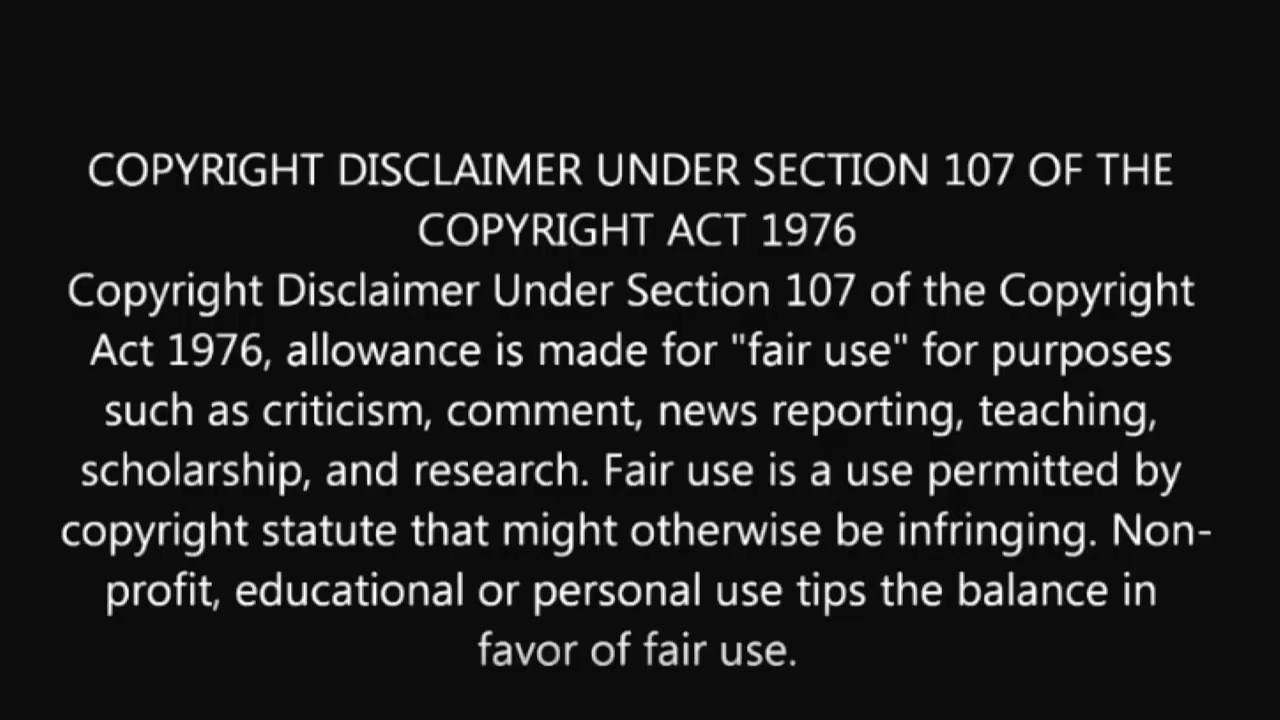 COPYRIGHT DISCLAIMER UNDER SECTION 107 OF THE
COPYRIGHT ACT 1976
Copyright Disclaimer Under Section 107 of the Copyright
Act 1976, allowance is made for "fair use" for purposes
such as criticism, comment, news reporting, teaching,
scholarship, and research. Fair use is a use permitted by
copyright statute that might otherwise be infringing. Non-
profit, educational or personal use tips the balance in
favor of fair use.